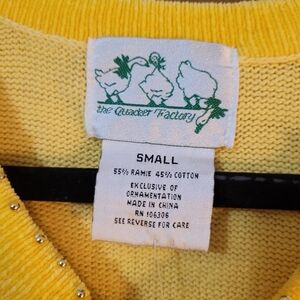 the Quacker Factory
SMALL
55% RAMIE 45% COTTON
EXCLUSIVE OF
ORNAMENTATION
MADE IN CHINA
RN 106306
SEE REVERSE FOR CARE